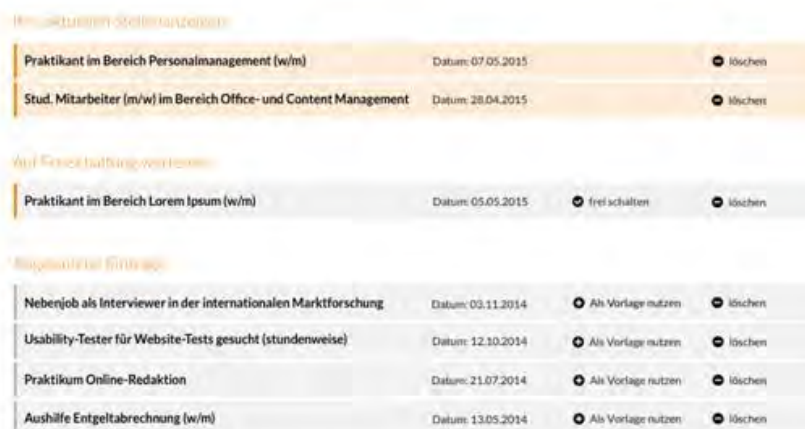 Ihre aktuellen Stellenanzeigen
Praktikant im Bereich Personalmanagement (w/m) Datum: 07.05.2015 löschen
Stud. Mitarbeiter (m/w) im Bereich Office- und Content Management Datum: 28.04.2015 löschen
Auf Freischaltung
Praktikant im Bereich Lorem Ipsum (w/m) Datum: 05.05.2015 frei schalten löschen
Einträge
Nebenjob als Interviewer in der internationalen Marktforschung Datum: 03.11.2014 Als Vorlage nutzen löschen
Usability-Tester für Website-Tests gesucht (stundenweise) Datum: 12.10.2014 Als Vorlage nutzen löschen
Praktikum Online-Redaktion Datum: 21.07.2014 Als Vorlage nutzen löschen
Aushilfe Entgeltabrechnung (w/m) Datum: 13.05.2014 Als Vorlage nutzen löschen